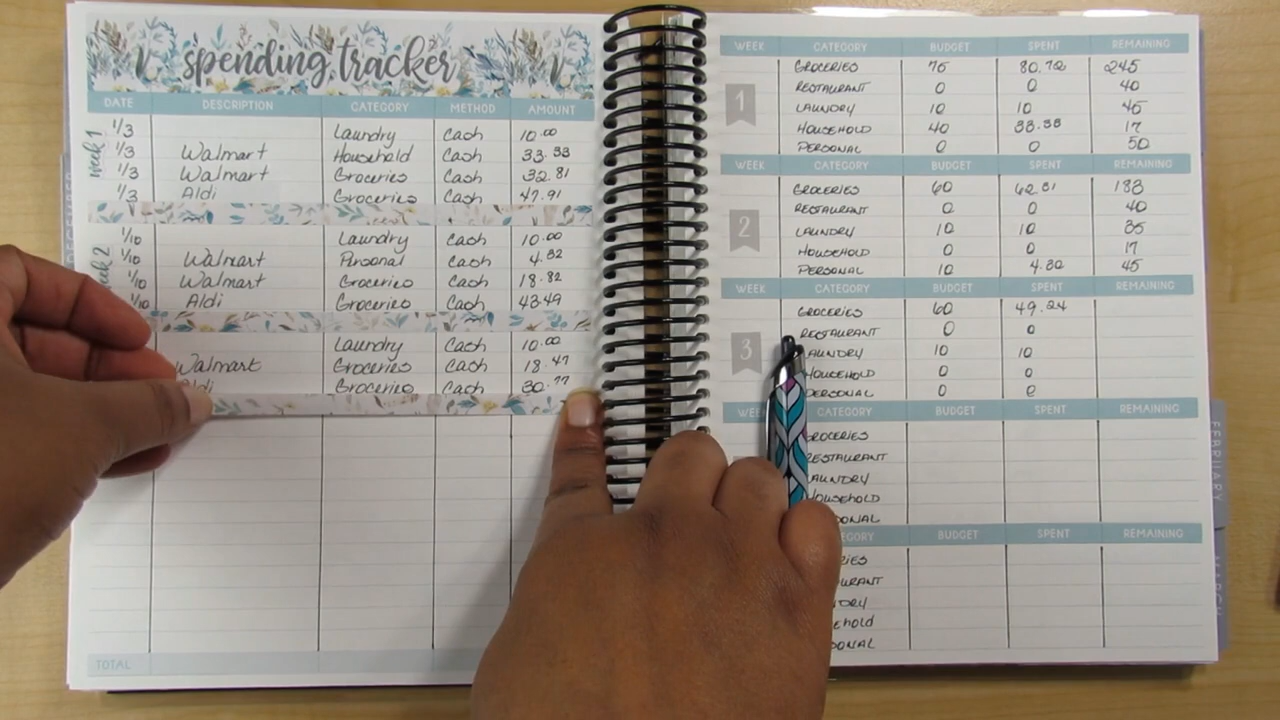 spending tracker
DATE DESCRIPTION CATEGORY METHOD AMOUNT
week 1
1/3 Laundry Cash 10.00
1/3 Walmart Household Cash 33.33
1/3 Walmart Groceries Cash 32.81
1/3 Aldi Groceries Cash 47.91
1/10 Laundry Cash 10.00
1/10 Walmart Personal Cash 4.82
1/10 Walmart Groceries Cash 18.82
1/10 Aldi Groceries Cash 43.49
Laundry Cash 10.00
Walmart Groceries Cash 18.47
Groceries Cash 30.77
TOTAL
WEEK CATEGORY BUDGET SPENT REMAINING
1
GROCERIES 75 80.72 245
RESTAURANT 0 0 40
LAUNDRY 10 10 45
HOUSEHOLD 40 33.33 17
PERSONAL 0 0 50
WEEK CATEGORY BUDGET SPENT REMAINING
2
GROCERIES 60 62.31 183
RESTAURANT 0 0 40
LAUNDRY 10 10 35
HOUSEHOLD 0 0 17
PERSONAL 10 4.82 45
WEEK CATEGORY BUDGET SPENT REMAINING
3
GROCERIES 60 49.24
RESTAURANT 0 0
LAUNDRY 10 10
HOUSEHOLD 0 0
PERSONAL 0 0
CATEGORY BUDGET SPENT REMAINING
GROCERIES
RESTAURANT
LAUNDRY
HOUSEHOLD
BUDGET SPENT REMAINING
FEBRUARY
MARCH